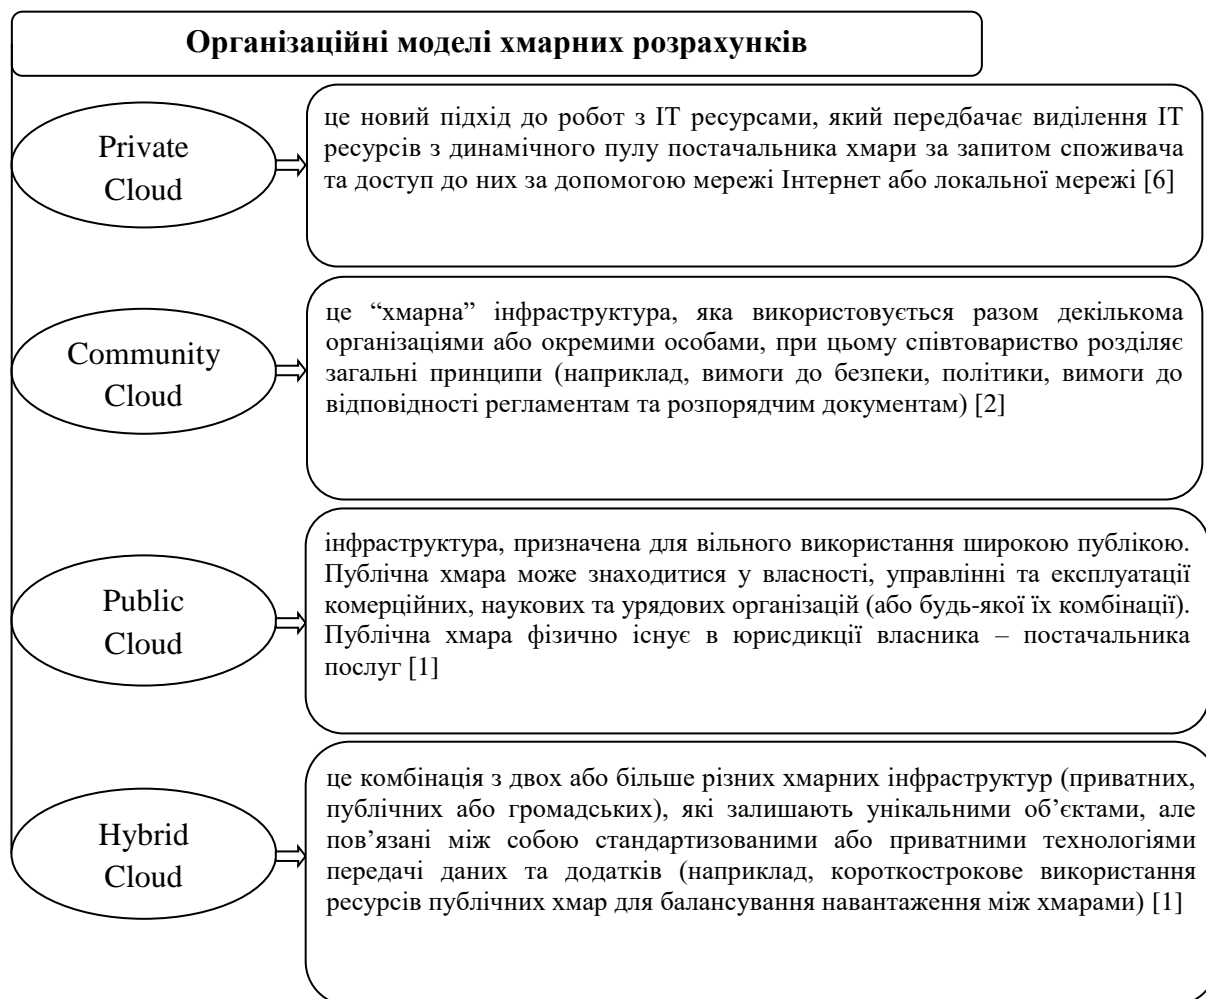 Організаційні моделі хмарних розрахунків
Private
Cloud
це новий підхід до робот з ІТ ресурсами, який передбачає виділення ІТ
ресурсів з динамічного пулу постачальника хмари за запитом споживача
та доступ до них за допомогою мережі Інтернет або локальної мережі [6]
Community
Cloud
це “хмарна” інфраструктура, яка використовується разом декількома
організаціями або окремими особами, при цьому співтовариство розділяє
загальні принципи (наприклад, вимоги до безпеки, політики, вимоги до
відповідності регламентам та розпорядчим документам) [2]
Public
Cloud
інфраструктура, призначена для вільного використання широкою публікою.
Публічна хмара може знаходитися у власності, управлінні та експлуатації
комерційних, наукових та урядових організацій (або будь-якої їх комбінації).
Публічна хмара фізично існує в юрисдикції власника – постачальника
послуг [1]
Hybrid
Cloud
це комбінація з двох або більше різних хмарних інфраструктур (приватних,
публічних або громадських), які залишають унікальними об’єктами, але
пов’язані між собою стандартизованими або приватними технологіями
передачі даних та додатків (наприклад, короткострокове використання
ресурсів публічних хмар для балансування навантаження між хмарами) [1]